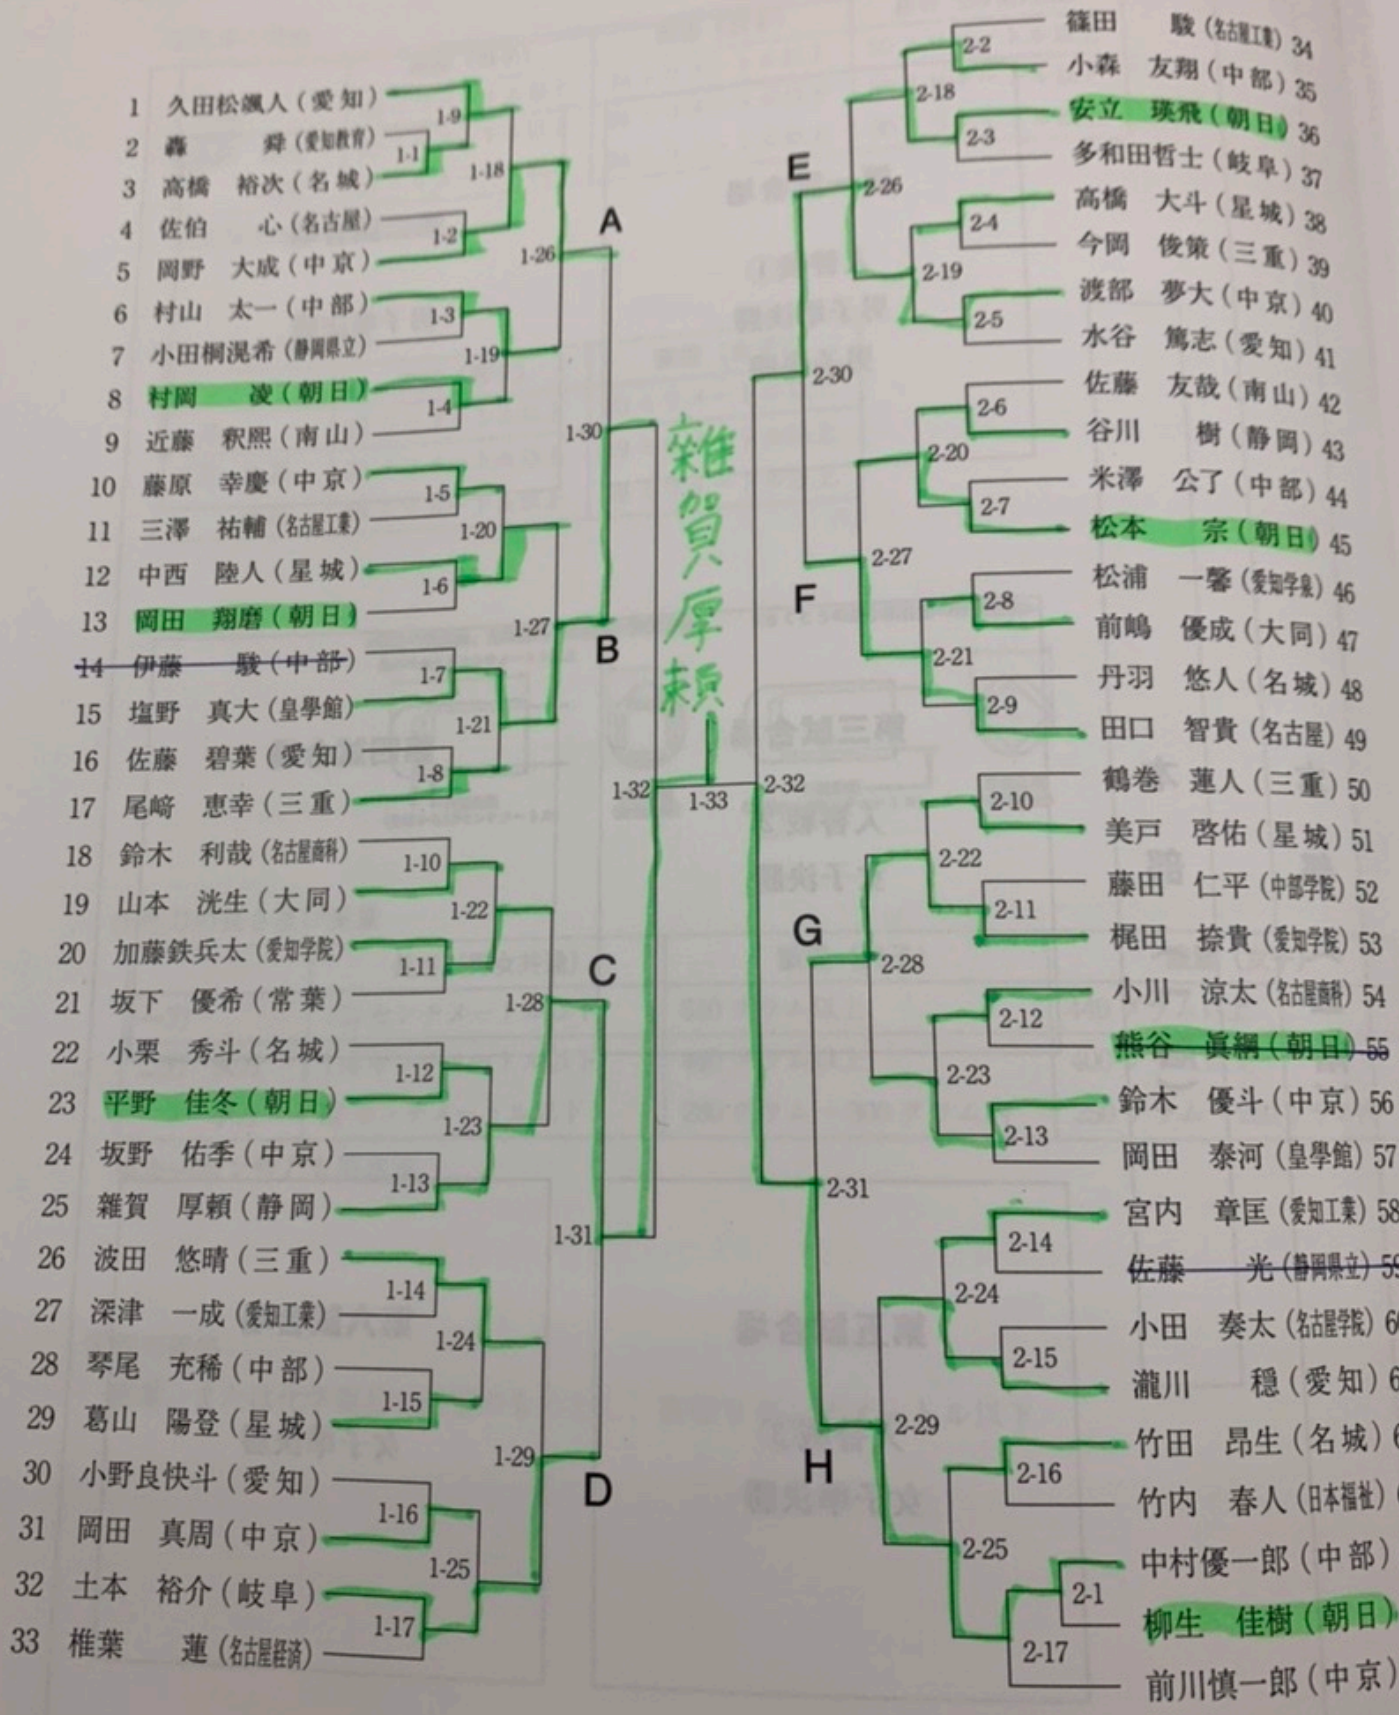 1 久田松颯人(愛知)
2 轟 舜(愛知教育)
3 高橋 裕次(名城)
4 佐伯 心(名古屋)
5 岡野 大成(中京)
6 村山 太一(中部)
7 小田桐滉希(静岡県立)
8 村岡 凌(朝日)
9 近藤 釈熙(南山)
10 藤原 幸慶(中京)
11 三澤 祐輔(名古屋工業)
12 中西 陸人(星城)
13 岡田 翔磨(朝日)
14 伊藤 駿(中部)
15 塩野 真大(皇學館)
16 佐藤 碧葉(愛知)
17 尾﨑 恵幸(三重)
18 鈴木 利哉(名古屋商科)
19 山本 洸生(大同)
20 加藤鉄兵太(愛知学院)
21 坂下 優希(常葉)
22 小栗 秀斗(名城)
23 平野 佳冬(朝日)
24 坂野 佑季(中京)
25 雑賀 厚頼(静岡)
26 波田 悠晴(三重)
27 深津 一成(愛知工業)
28 琴尾 充稀(中部)
29 葛山 陽登(星城)
30 小野良快斗(愛知)
31 岡田 真周(中京)
32 土本 裕介(岐阜)
33 椎葉 蓮(名古屋経済)
1-9
1-1
1-18
1-2
1-26
1-3
1-19
1-4
1-30
1-5
1-20
1-6
1-27
1-7
1-21
1-8
1-32
1-10
1-22
1-11
1-28
1-12
1-23
1-13
1-31
1-14
1-24
1-15
1-29
1-16
1-25
1-17
A
B
C
D
雑賀厚頼
1-33
E
F
G
H
2-2
2-18
2-3
2-26
2-4
2-19
2-5
2-30
2-6
2-20
2-7
2-27
2-8
2-21
2-9
2-32
2-10
2-22
2-11
2-28
2-12
2-23
2-13
2-31
2-14
2-24
2-15
2-29
2-16
2-25
2-1
2-17
篠田 駿(名古屋工業) 34
小森 友翔(中部) 35
安立 瑛飛(朝日) 36
多和田哲士(岐阜) 37
高橋 大斗(星城) 38
今岡 俊策(三重) 39
渡部 夢大(中京) 40
水谷 篤志(愛知) 41
佐藤 友哉(南山) 42
谷川 樹(静岡) 43
米澤 公了(中部) 44
松本 宗(朝日) 45
松浦 一馨(愛知学泉) 46
前嶋 優成(大同) 47
丹羽 悠人(名城) 48
田口 智貴(名古屋) 49
鶴巻 蓮人(三重) 50
美戸 啓佑(星城) 51
藤田 仁平(中部学院) 52
梶田 捺貴(愛知学院) 53
小川 涼太(名古屋商科) 54
熊谷 眞綱(朝日) 55
鈴木 優斗(中京) 56
岡田 泰河(皇學館) 57
宮内 章匡(愛知工業) 58
佐藤 光(静岡県立) 59
小田 奏太(名古屋学院) 6
瀧川 穏(愛知) 6
竹田 昂生(名城) 6
竹内 春人(日本福祉)
中村優一郎(中部)
柳生 佳樹(朝日)
前川慎一郎(中京)